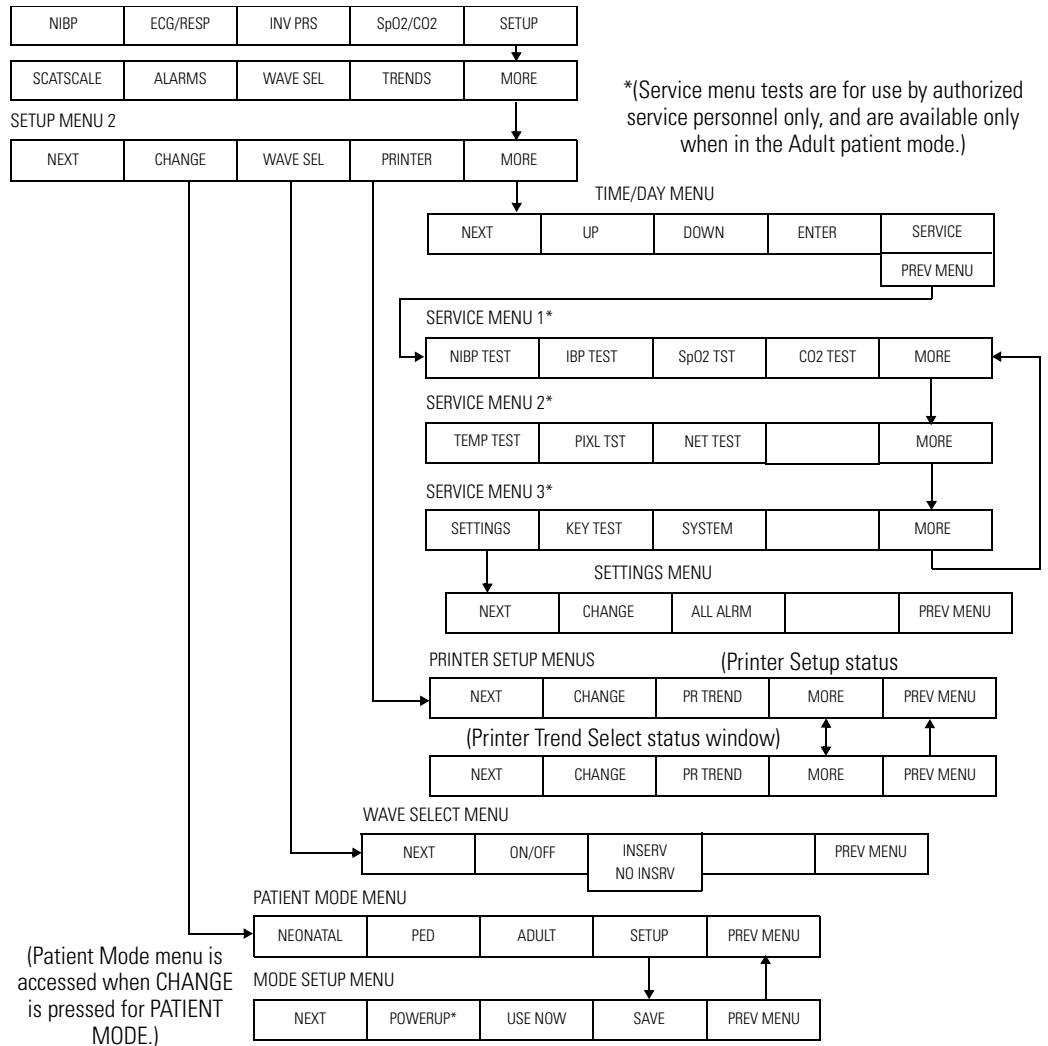 NIBP ECG/RESP INV PRS SpO2/CO2 SETUP
SCATSCALE ALARMS WAVE SEL TRENDS MORE
*(Service menu tests are for use by authorized
service personnel only, and are available only
when in the Adult patient mode.)
SETUP MENU 2
NEXT CHANGE WAVE SEL PRINTER MORE
TIME/DAY MENU
NEXT UP DOWN ENTER SERVICE
PREV MENU
SERVICE MENU 1*
NIBP TEST IBP TEST SpO2 TST CO2 TEST MORE
SERVICE MENU 2*
TEMP TEST PIXL TST NET TEST MORE
SERVICE MENU 3*
SETTINGS KEY TEST SYSTEM MORE
SETTINGS MENU
NEXT CHANGE ALL ALRM PREV MENU
PRINTER SETUP MENUS (Printer Setup status
NEXT CHANGE PR TREND MORE PREV MENU
(Printer Trend Select status window)
NEXT CHANGE PR TREND MORE PREV MENU
WAVE SELECT MENU
NEXT ON/OFF INSERV PREV MENU
NO INSRV
PATIENT MODE MENU
NEONATAL PED ADULT SETUP PREV MENU
(Patient Mode menu is
accessed when CHANGE
is pressed for PATIENT
MODE.)
MODE SETUP MENU
NEXT POWERUP* USE NOW SAVE PREV MENU